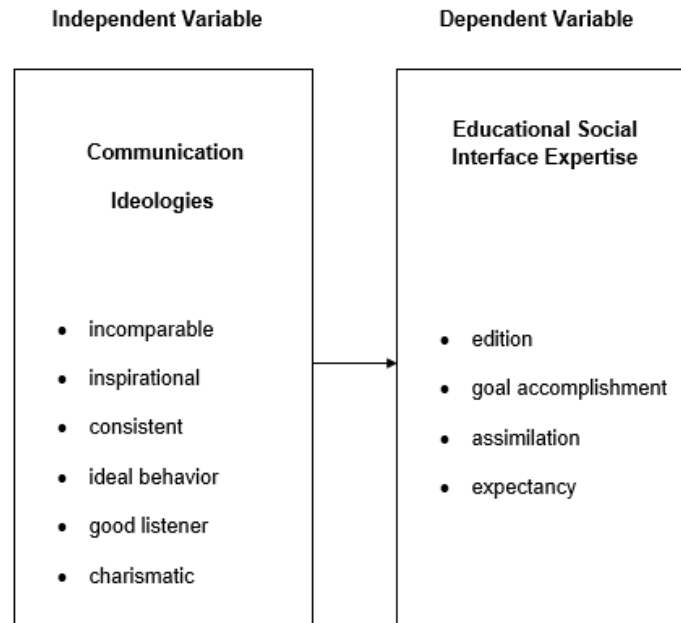 Independent Variable
Dependent Variable
Communication
Ideologies
• incomparable
• inspirational
• consistent
• ideal behavior
• good listener
• charismatic
Educational Social
Interface Expertise
• edition
• goal accomplishment
• assimilation
• expectancy